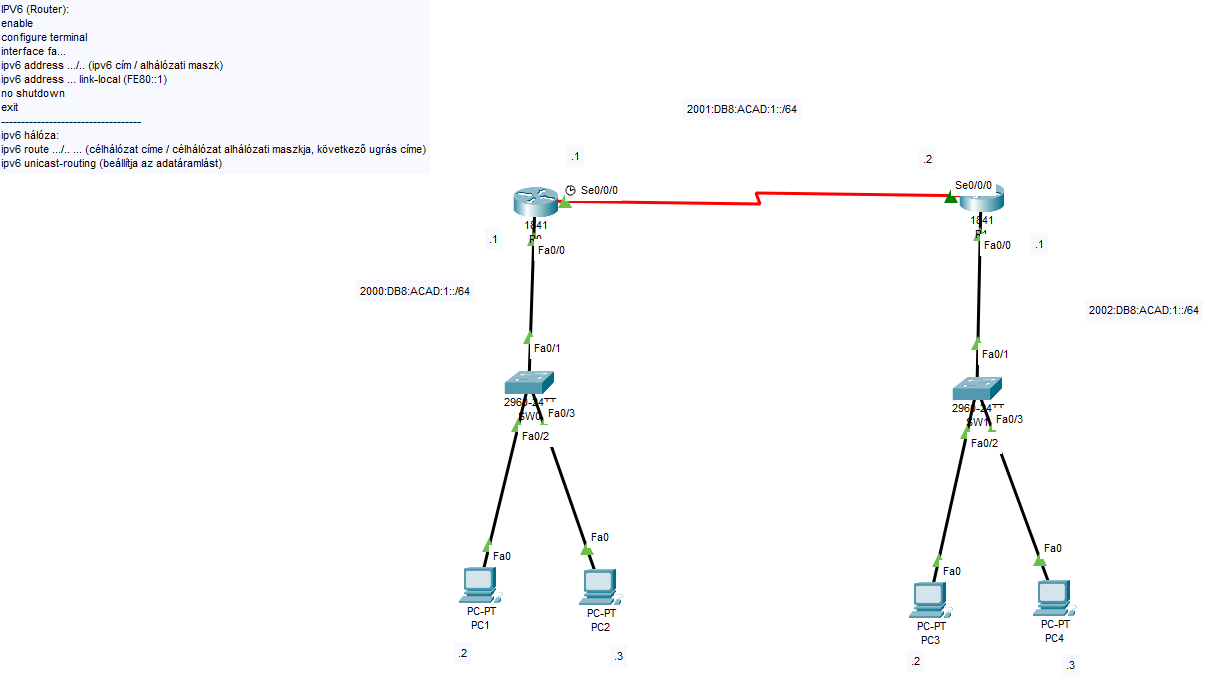 IPV6 (Router):
enable
configure terminal
interface fa...
ipv6 address .../.. (ipv6 cím / alhálózati maszk)
ipv6 address ... link-local (FE80::1)
no shutdown
exit
-----------------------------------
ipv6 hálóza:
ipv6 route .../.. ... (célhálózat címe / célhálózat alhálózati maszkja, következő ugrás címe)
ipv6 unicast-routing (beállítja az adatáramlást)
2001:DB8:ACAD:1::/64
.1
.2
Se0/0/0
Se0/0/0
1841
R0
1841
R1
.1
Fa0/0
Fa0/0
.1
2000:DB8:ACAD:1::/64
2002:DB8:ACAD:1::/64
Fa0/1
Fa0/1
2960-24TT
SW0
Fa0/3
Fa0/2
2960-24TT
SW1
Fa0/3
Fa0/2
Fa0
Fa0
Fa0
Fa0
PC-PT
PC1
PC-PT
PC2
PC-PT
PC3
PC-PT
PC4
.2
.3
.2
.3